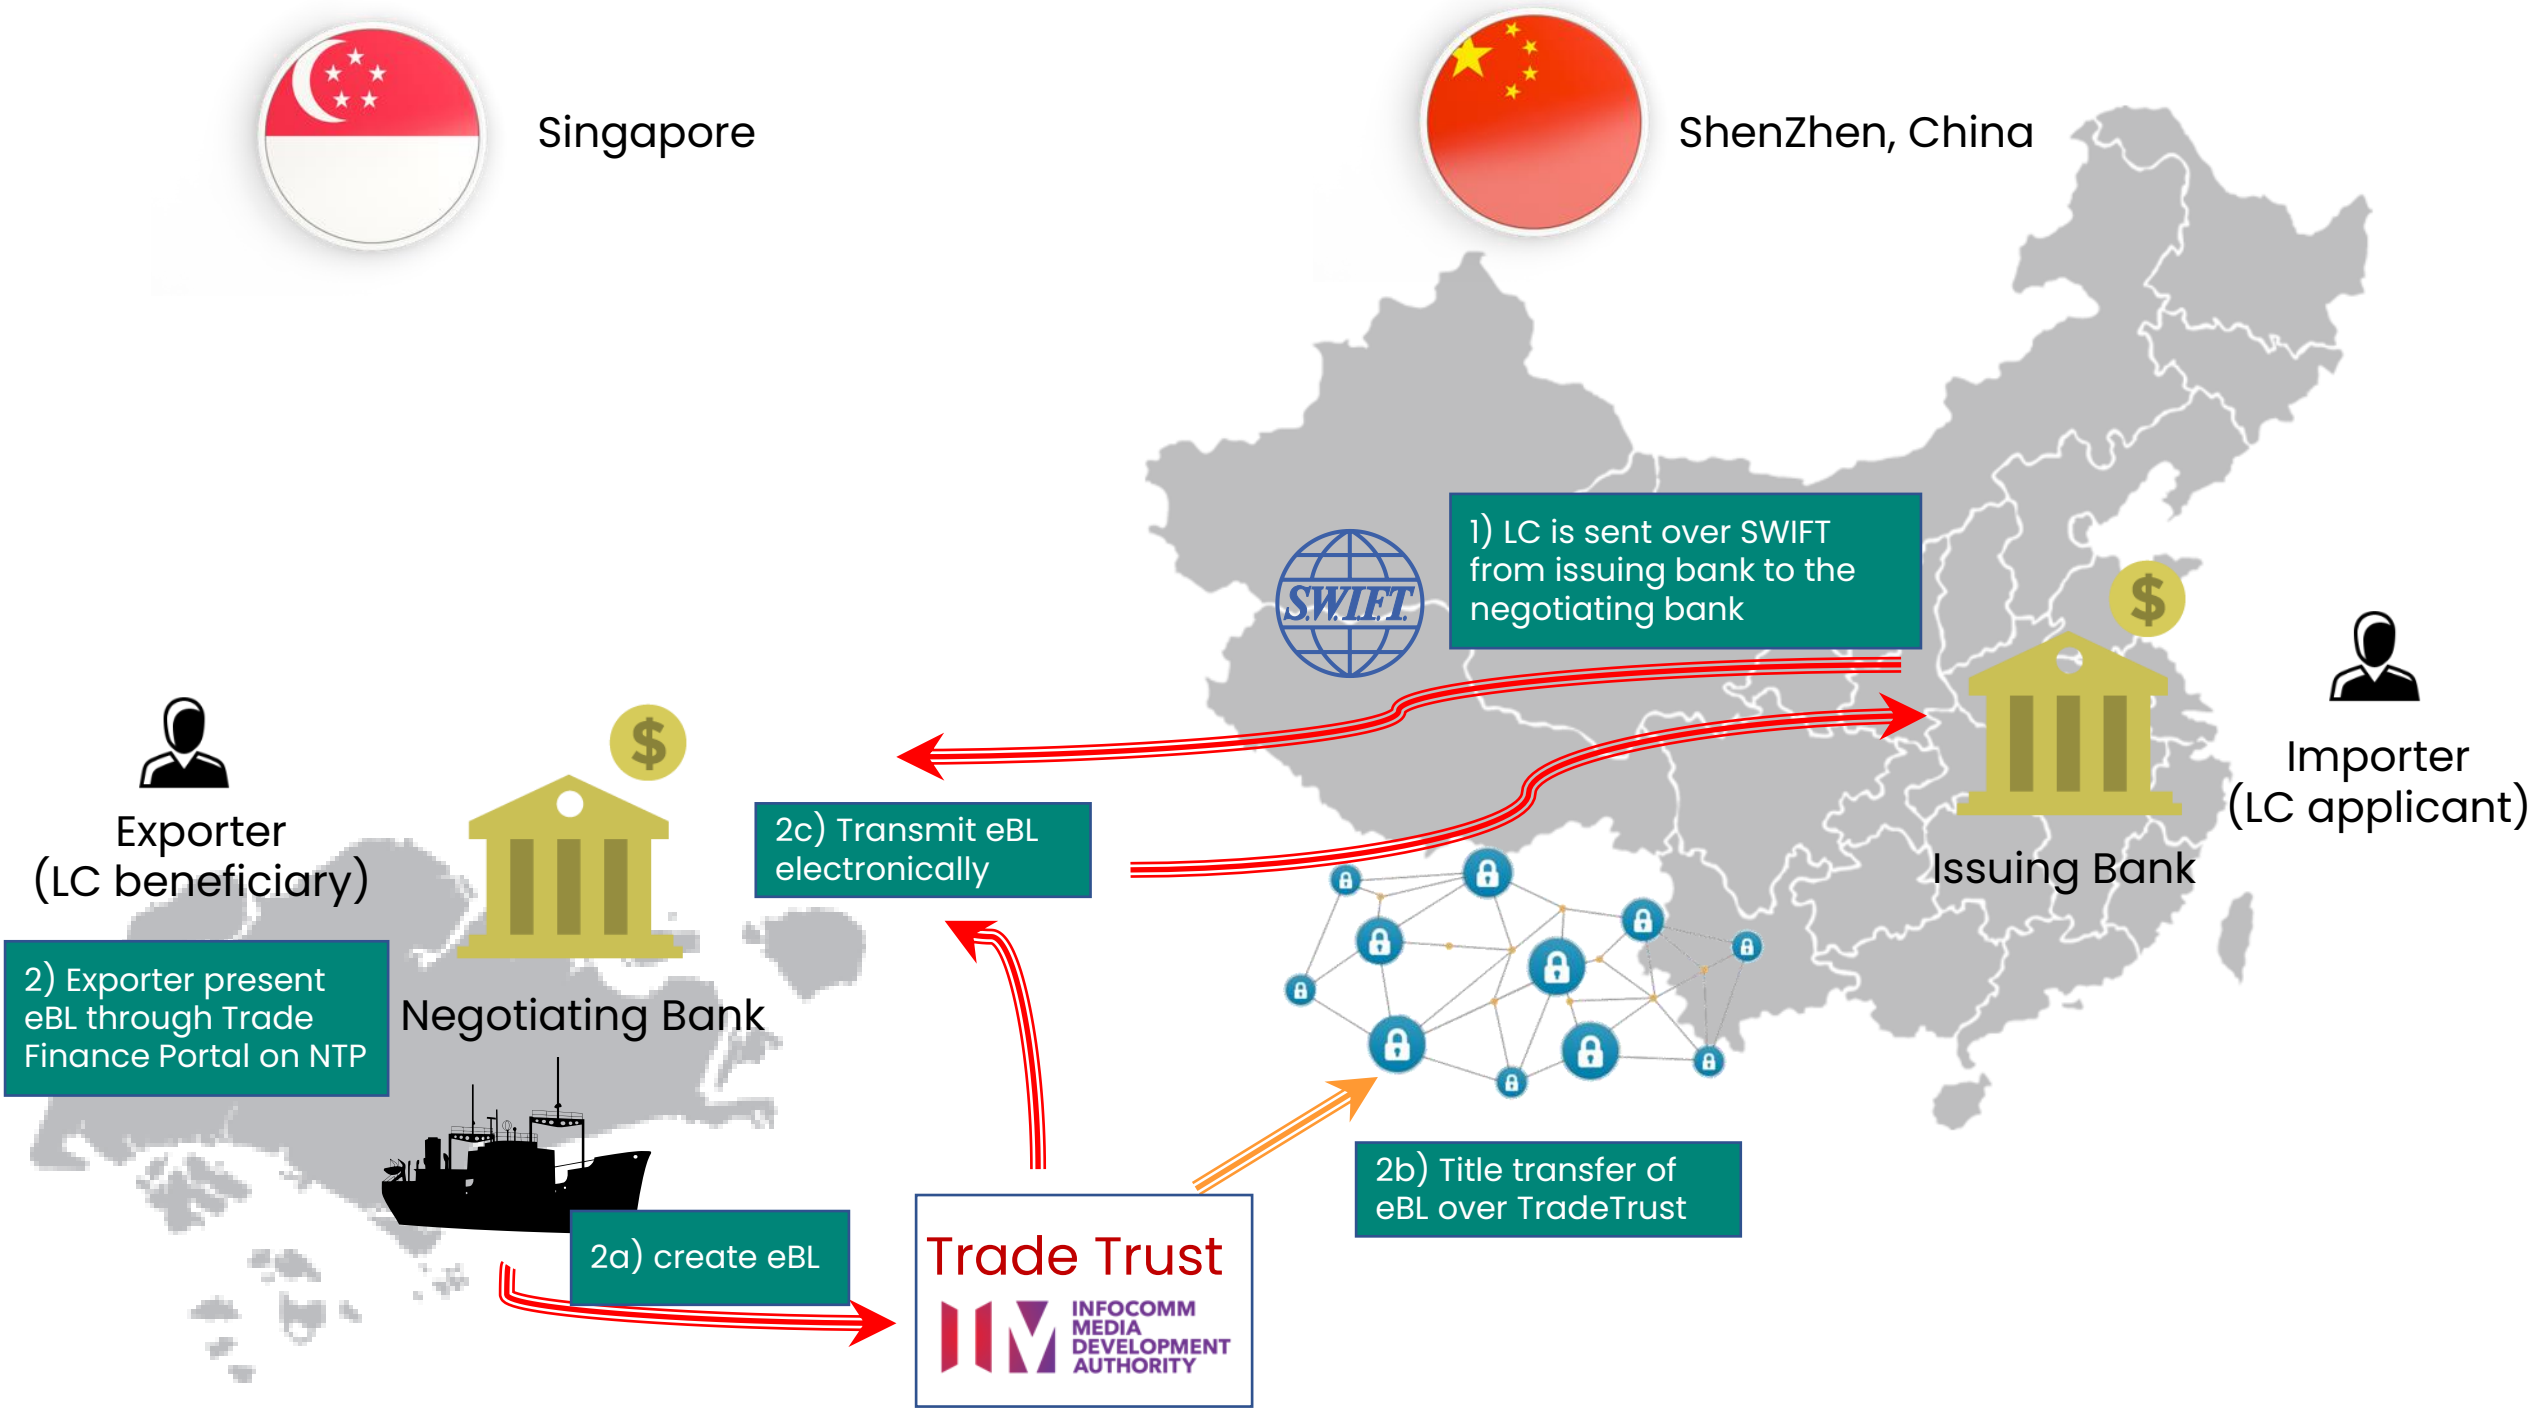 Singapore
ShenZhen, China
1) LC is sent over SWIFT
from issuing bank to the
negotiating bank
S.W.I.F.T.
$
$
Importer
(LC applicant)
Exporter
(LC beneficiary)
2c) Transmit eBL
electronically
Issuing Bank
2) Exporter present
eBL through Trade
Finance Portal on NTP
Negotiating Bank
2b) Title transfer of
eBL over TradeTrust
2a) create eBL
Trade Trust
INFOCOMM
MEDIA
DEVELOPMENT
AUTHORITY